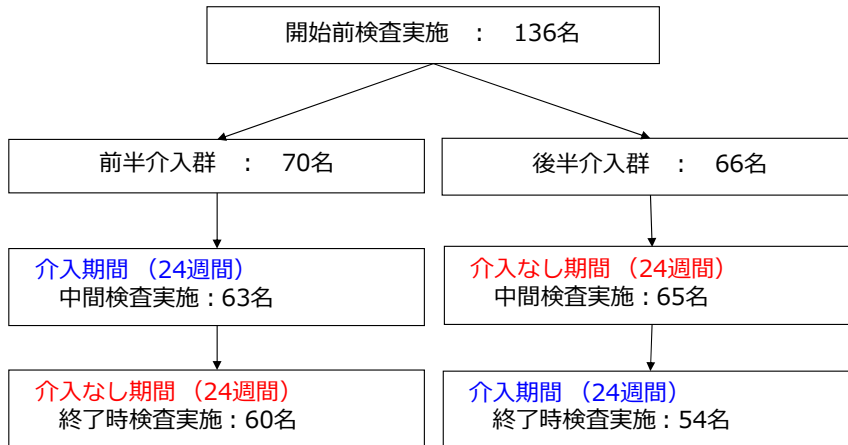 開始前検査実施 : 136名
前半介入群 : 70名
後半介入群 : 66名
介入期間 (24週間)
中間検査実施:63名
介入なし期間 (24週間)
中間検査実施:65名
介入なし期間 (24週間)
終了時検査実施:60名
介入期間 (24週間)
終了時検査実施:54名